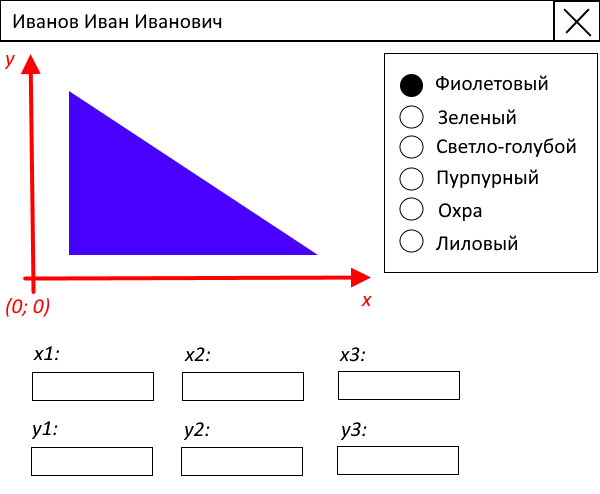 Иванов Иван Иванович
y
Фиолетовый
Зеленый
Светло-голубой
Пурпурный
Охра
Лиловый
x
(0; 0)
x1:
x2:
x3:
y1:
y2:
y3: